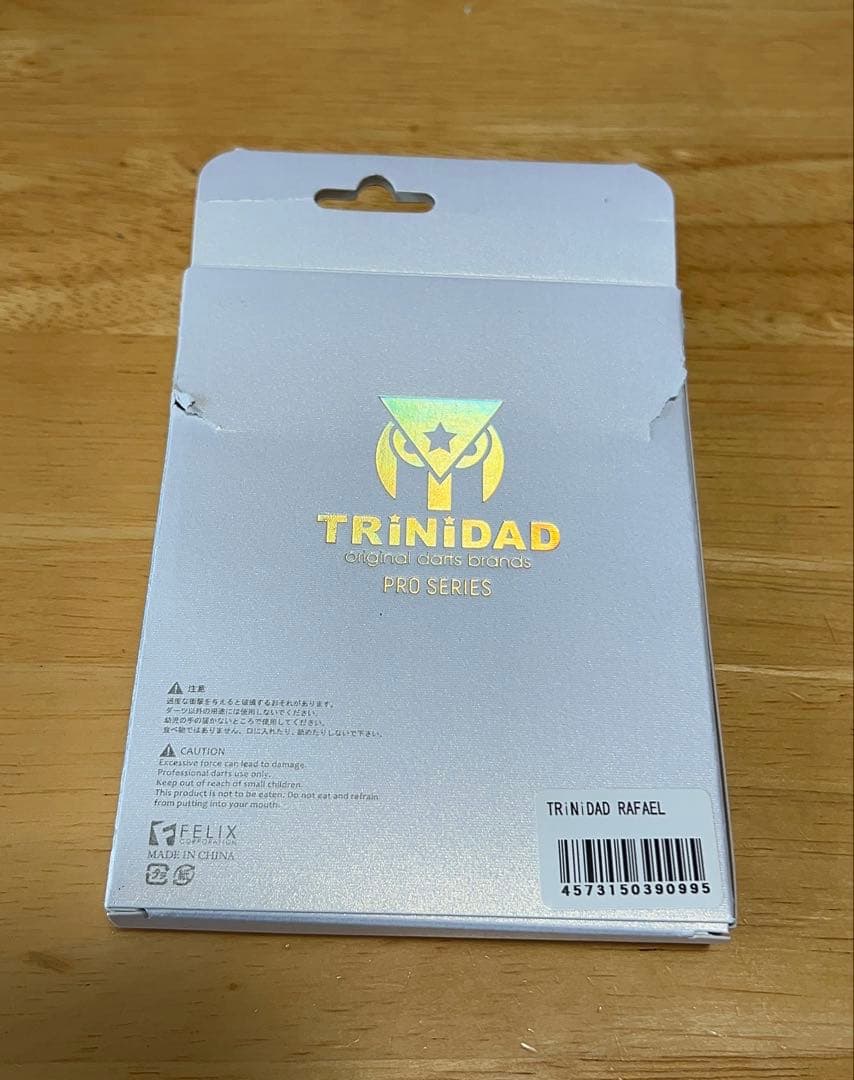 TRiNiDAD
original darts brands
PRO SERIES
注意
過度な衝撃を与えると破損するおそれがあります。
ダーツ以外の用途には使用しないでください。
幼児の手の届かないところで使用してください。
食べ物ではありません、口に入れたり、舐めたりしないで下さい。
CAUTION
Excessive force can lead to damage.
Professional darts use only.
Keep out of reach of small children.
This product is not to be eaten. Do not eat and refrain
from putting into your mouth.
FELIX
CORPORATION
MADE IN CHINA
プラ 紙
TRiNiDAD RAFAEL
4573150390995